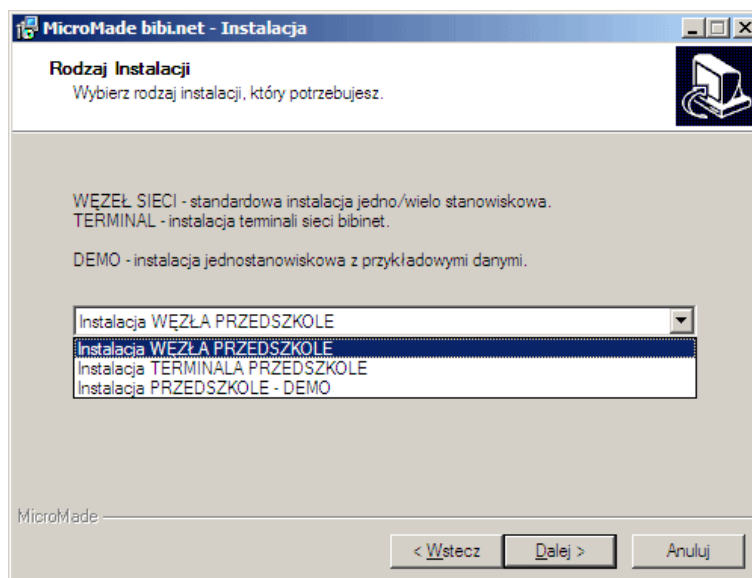 MicroMade bibi.net - Instalacja
Rodzaj Instalacji
Wybierz rodzaj instalacji, który potrzebujesz.
WĘZEŁ SIECI - standardowa instalacja jedno/wielo stanowiskowa.
TERMINAL - instalacja terminali sieci bibinet.
DEMO - instalacja jednostanowiskowa z przykładowymi danymi.
Instalacja WĘZŁA PRZEDSZKOLE
Instalacja WĘZŁA PRZEDSZKOLE
Instalacja TERMINALA PRZEDSZKOLE
Instalacja PRZEDSZKOLE - DEMO
MicroMade
< Wstecz Dalej > Anuluj